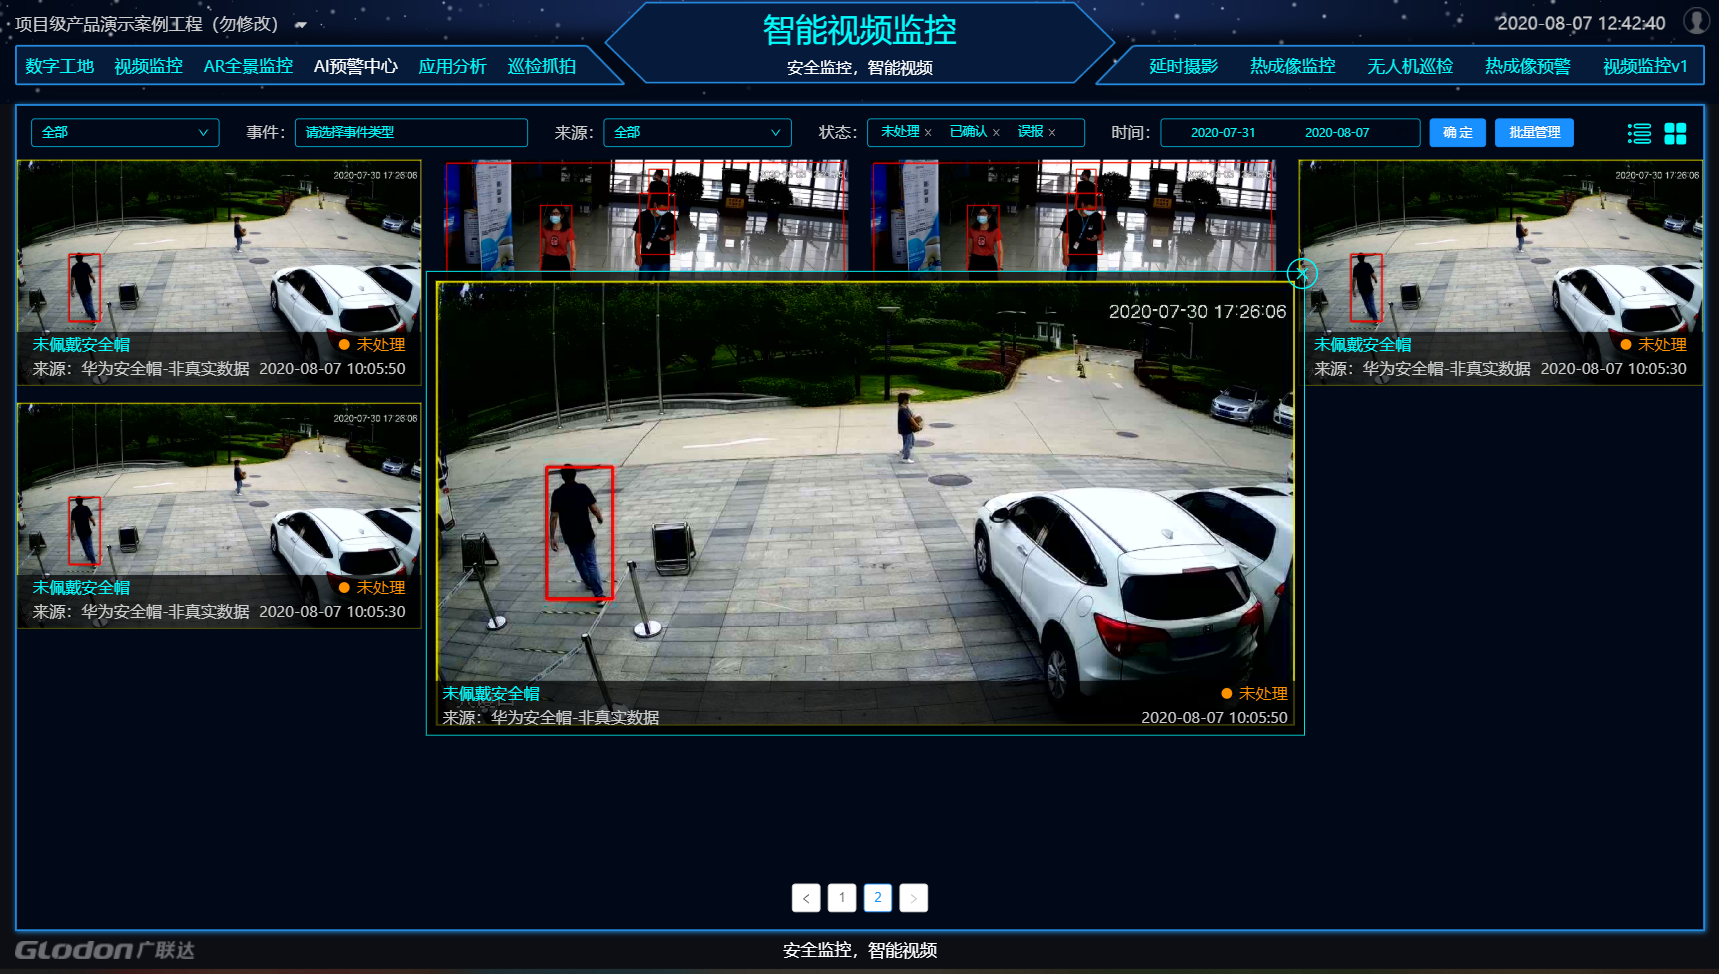 项目级产品演示案例工程（勿修改）
智能视频监控
2020-08-07 12:42:40
数字工地 视频监控 AR全景监控 AI预警中心 应用分析 巡检抓拍
安全监控，智能视频
延时摄影 热成像监控 无人机巡检 热成像预警 视频监控v1
全部 事件： 请选择事件类型 来源： 全部 状态： 未处理 × 已确认 × 误报 × 时间： 2020-07-31 2020-08-07 确 定 批量管理
2020-07-30 17:26:06
2020-07-30 17:26:06
未佩戴安全帽 未处理
来源：华为安全帽-非真实数据 2020-08-07 10:05:50
未佩戴安全帽 未处理
来源：华为安全帽-非真实数据 2020-08-07 10:05:30
2020-07-30 17:26:06
未佩戴安全帽 未处理
来源：华为安全帽-非真实数据 2020-08-07 10:05:30
2020-07-30 17:26:06
未佩戴安全帽 未处理
来源：华为安全帽-非真实数据 2020-08-07 10:05:50
< 1 2 >
GLodon广联达
安全监控，智能视频